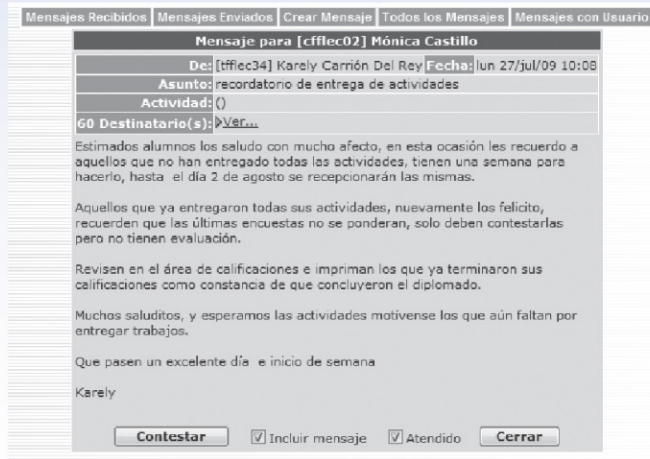 Mensajes Recibidos Mensajes Enviados Crear Mensaje Todos los Mensajes Mensajes con Usuario
Mensaje para [cfflec02] Mónica Castillo
De: [tfflec34] Karely Carrión Del Rey Fecha: lun 27/jul/09 10:08
Asunto: recordatorio de entrega de actividades
Actividad: ()
60 Destinatario(s): Ver...
Estimados alumnos los saludo con mucho afecto, en esta ocasión les recuerdo a
aquellos que no han entregado todas las actividades, tienen una semana para
hacerlo, hasta el día 2 de agosto se recepcionarán las mismas.
Aquellos que ya entregaron todas sus actividades, nuevamente los felicito,
recuerden que las últimas encuestas no se ponderan, solo deben contestarlas
pero no tienen evaluación.
Revisen en el área de calificaciones e impriman los que ya terminaron sus
calificaciones como constancia de que concluyeron el diplomado.
Muchos saluditos, y esperamos las actividades motívense los que aún faltan por
entregar trabajos.
Que pasen un excelente día e inicio de semana
Karely
Contestar Incluir mensaje Atendido Cerrar